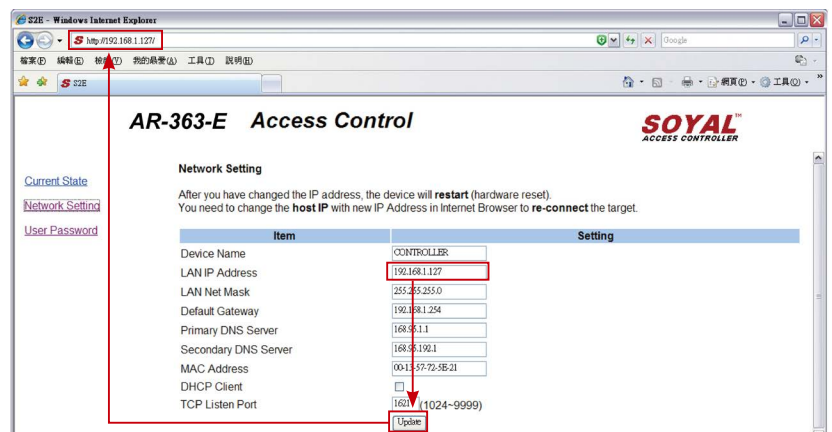 S2E - Windows Internet Explorer
http://192.168.1.127/
Google
檔案(F) 編輯(E) 檢視(V) 我的最愛(A) 工具(T) 說明(H)
S2E
網頁(P) 工具(O)
AR-363-E Access Control
SOYAL™
ACCESS CONTROLLER
Current State
Network Setting
User Password
Network Setting
After you have changed the IP address, the device will restart (hardware reset).
You need to change the host IP with new IP Address in Internet Browser to re-connect the target.
Item Setting
Device Name CONTROLLER
LAN IP Address 192.168.1.127
LAN Net Mask 255.255.255.0
Default Gateway 192.168.1.254
Primary DNS Server 168.95.1.1
Secondary DNS Server 168.95.192.1
MAC Address 00-13-57-72-5E-21
DHCP Client
TCP Listen Port 1621 (1024~9999)
Update